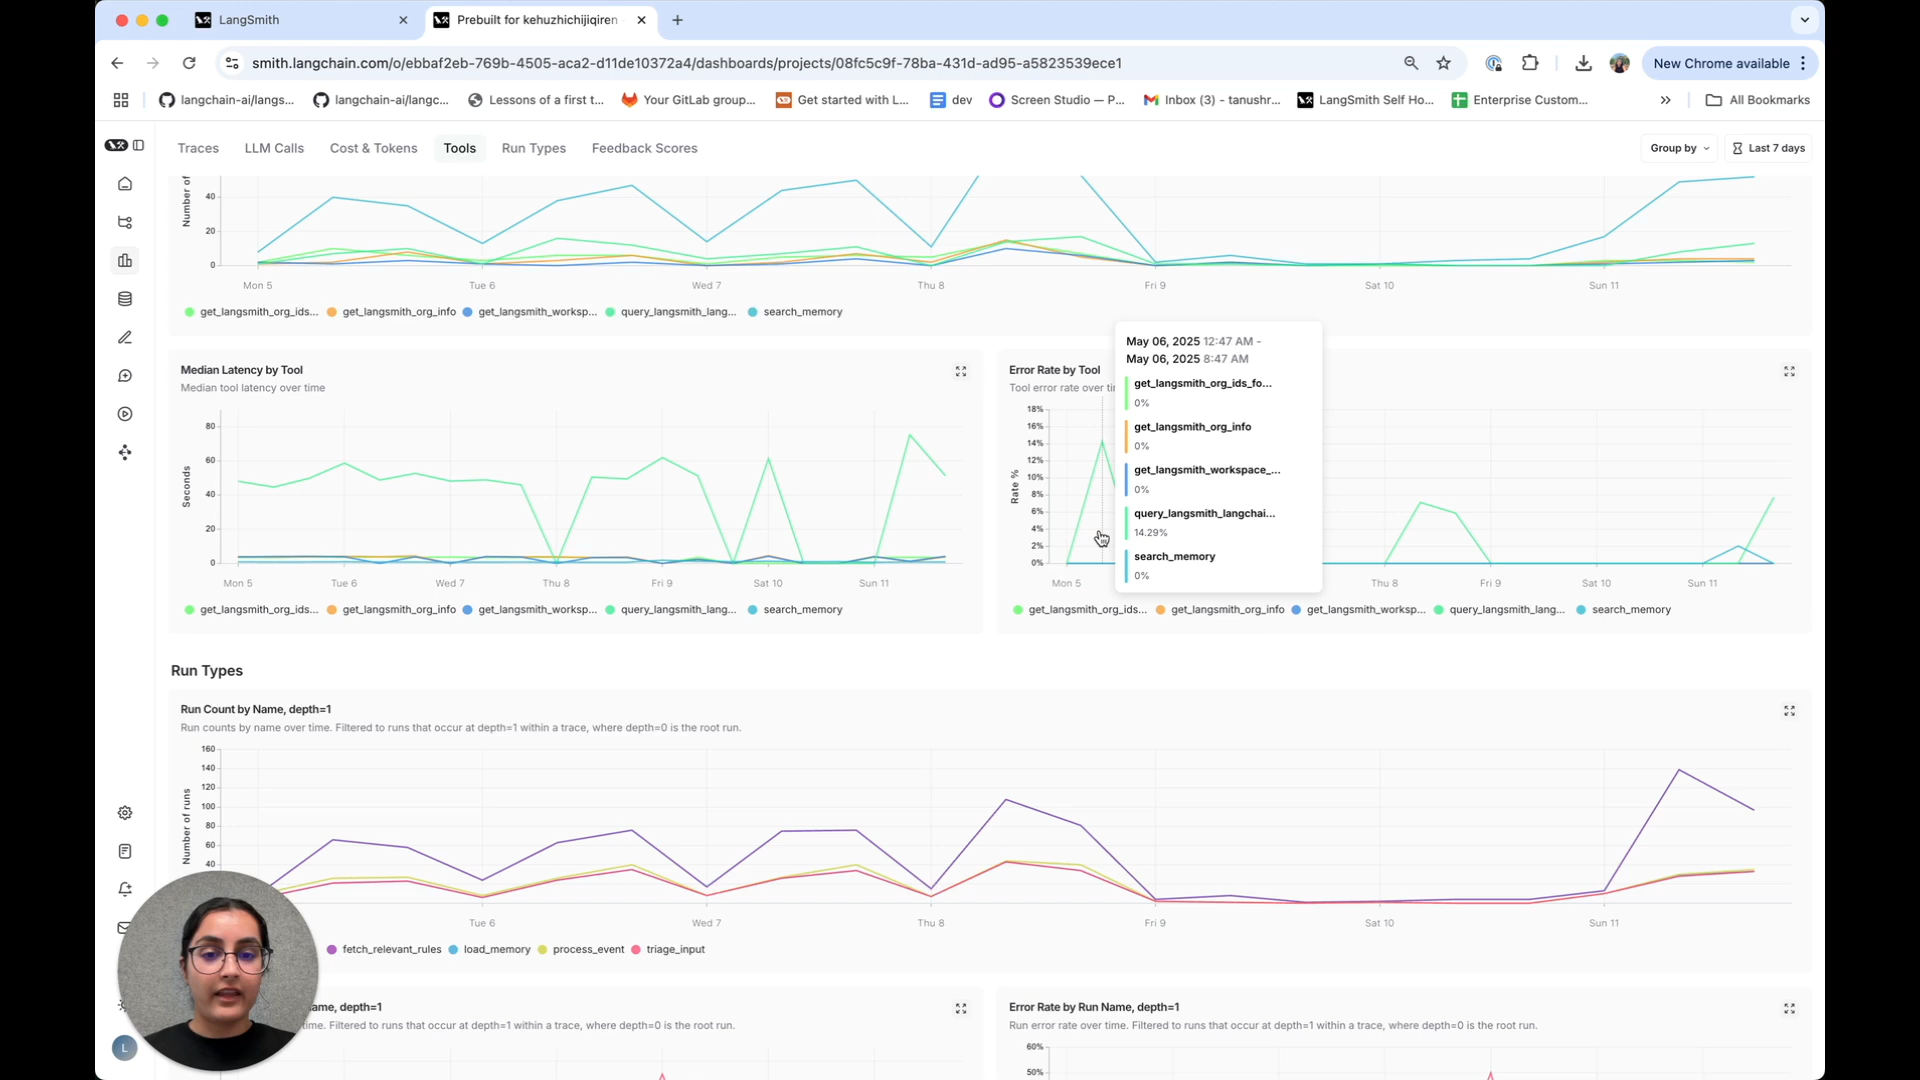 LangSmith
Prebuilt for kehuzhichijiqiren
smith.langchain.com/o/ebbaf2eb-769b-4505-aca2-d11de10372a4/dashboards/projects/08fc5c9f-78ba-431d-ad95-a5823539ece1
New Chrome available
langchain-ai/langs...
langchain-ai/langc...
Lessons of a first t...
Your GitLab group...
Get started with L...
dev
Screen Studio — P...
Inbox (3) - tanushr...
LangSmith Self Ho...
Enterprise Custom...
All Bookmarks
Traces
LLM Calls
Cost & Tokens
Tools
Run Types
Feedback Scores
Group by
Last 7 days
Number of
40
20
0
Mon 5
Tue 6
Wed 7
Thu 8
Fri 9
Sat 10
Sun 11
get_langsmith_org_ids...
get_langsmith_org_info
get_langsmith_worksp...
query_langsmith_lang...
search_memory
Median Latency by Tool
Median tool latency over time
Seconds
80
60
40
20
0
Mon 5
Tue 6
Wed 7
Thu 8
Fri 9
Sat 10
Sun 11
get_langsmith_org_ids...
get_langsmith_org_info
get_langsmith_worksp...
query_langsmith_lang...
search_memory
Error Rate by Tool
Tool error rate over ti
Rate %
18%
16%
14%
12%
10%
8%
6%
4%
2%
0%
Mon 5
Thu 8
Fri 9
Sat 10
Sun 11
get_langsmith_org_ids...
get_langsmith_org_info
get_langsmith_worksp...
query_langsmith_lang...
search_memory
May 06, 2025 12:47 AM -
May 06, 2025 8:47 AM
get_langsmith_org_ids_fo...
0%
get_langsmith_org_info
0%
get_langsmith_workspace_...
0%
query_langsmith_langchai...
14.29%
search_memory
0%
Run Types
Run Count by Name, depth=1
Run counts by name over time. Filtered to runs that occur at depth=1 within a trace, where depth=0 is the root run.
Number of runs
160
140
120
100
80
60
40
Tue 6
Wed 7
Thu 8
Fri 9
Sat 10
Sun 11
fetch_relevant_rules
load_memory
process_event
triage_input
ame, depth=1
time. Filtered to runs that occur at depth=1 within a trace, where depth=0 is the root run.
Error Rate by Run Name, depth=1
Run error rate over time. Filtered to runs that occur at depth=1 within a trace, where depth=0 is the root run.
60%
50%
L